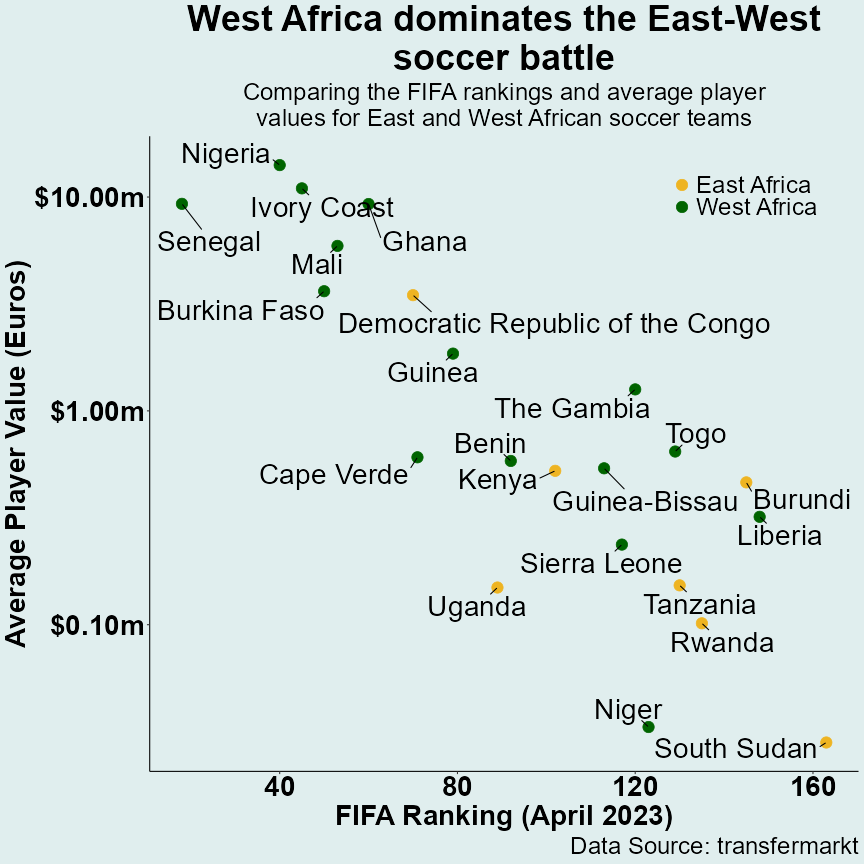 West Africa dominates the East-West
soccer battle
Comparing the FIFA rankings and average player
values for East and West African soccer teams
Nigeria
East Africa
$10.00m
Ivory Coast
West Africa
Senegal
Ghana
Mali
Burkina Faso
Democratic Republic of the Congo
Guinea
The Gambia
$1.00m
Togo
Benin
Cape Verde
Kenya
Guinea-Bissau
Burundi
Liberia
Sierra Leone
Uganda
Tanzania
$0.10m
Rwanda
Niger
South Sudan
Average Player Value (Euros)
40
80
120
160
FIFA Ranking (April 2023)
Data Source: transfermarkt